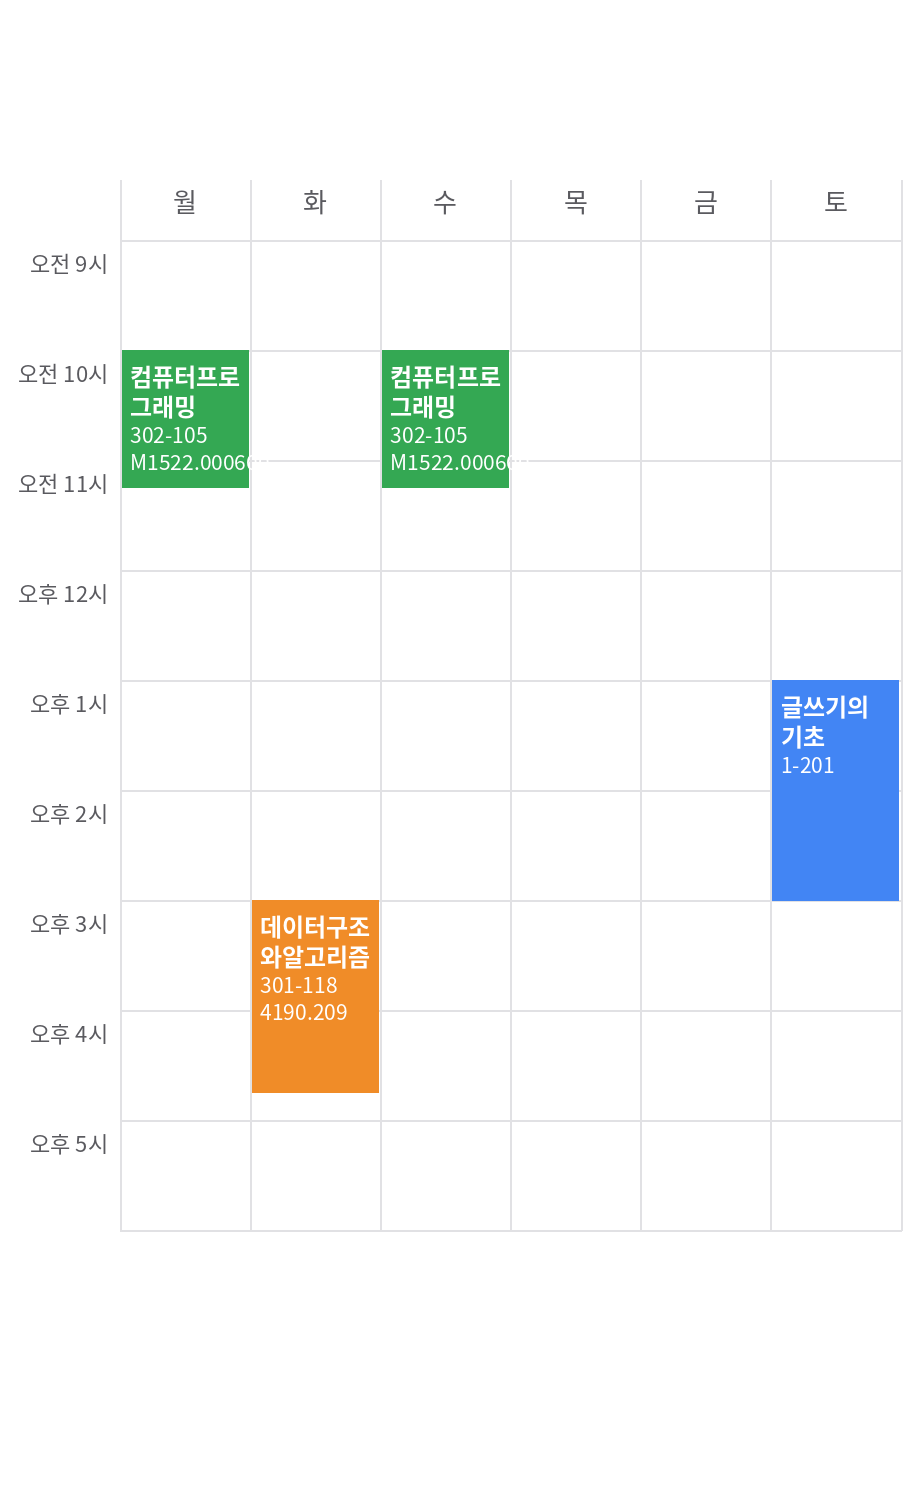 월 화 수 목 금 토
오전 9시
오전 10시
오전 11시
오후 12시
오후 1시
오후 2시
오후 3시
오후 4시
오후 5시
컴퓨터프로
그래밍
302-105
컴퓨터프로
그래밍
302-105
데이터구조
와알고리즘
301-118
4190.209
글쓰기의
기초
1-201